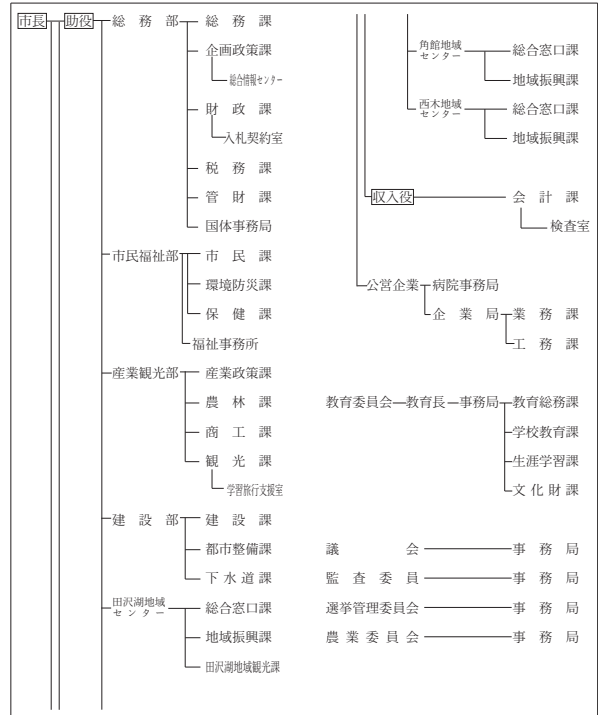 市長 助役 総務部 総務課
企画政策課
総合情報センター
財政課
入札契約室
税務課
管財課
国体事務局
市民福祉部 市民課
環境防災課
保健課
福祉事務所
産業観光部 産業政策課
農林課
商工課
観光課
学習旅行支援室
建設部 建設課
都市整備課
下水道課
田沢湖地域
センター
総合窓口課
地域振興課
田沢湖地域観光課
角館地域
センター
総合窓口課
地域振興課
西木地域
センター
総合窓口課
地域振興課
収入役 会計課
検査室
公営企業 病院事務局
企業局 業務課
工務課
教育委員会 教育長 事務局 教育総務課
学校教育課
生涯学習課
文化財課
議会 事務局
監査委員 事務局
選挙管理委員会 事務局
農業委員会 事務局